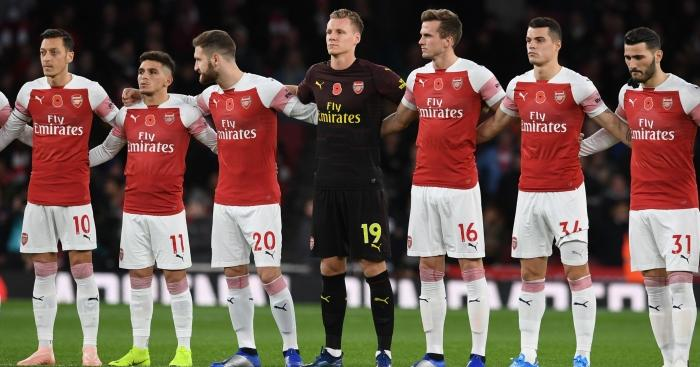 Fly
Emirates
Fly
Emirates
Fly
Emirates
Fly
Emirates
Fly
Emirates
Fly
Emirates
Fly
Emirates
10
11
20
19
16
34
31